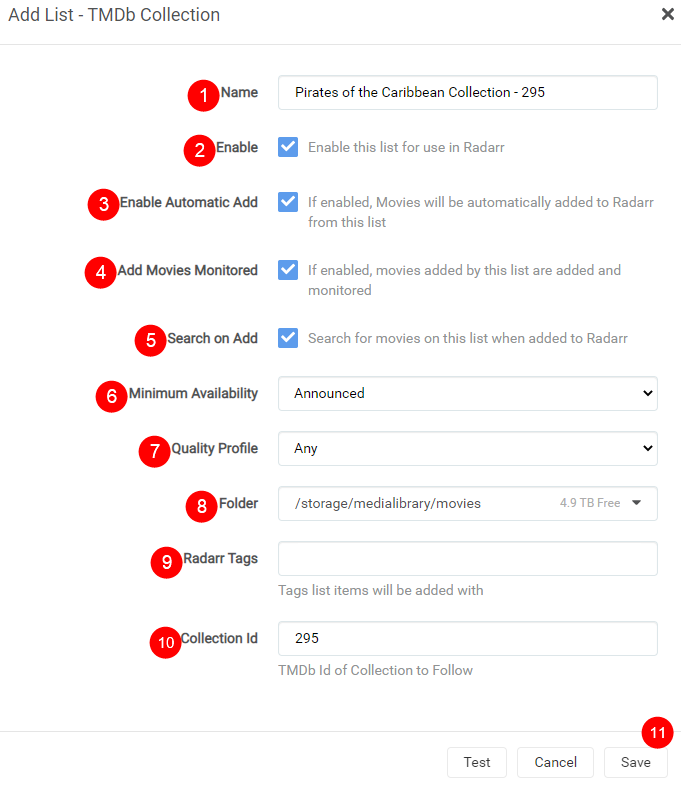 Add List - TMDb Collection
1 Name Pirates of the Caribbean Collection - 295
2 Enable Enable this list for use in Radarr
3 Enable Automatic Add If enabled, Movies will be automatically added to Radarr
from this list
4 Add Movies Monitored If enabled, movies added by this list are added and
monitored
5 Search on Add Search for movies on this list when added to Radarr
6 Minimum Availability Announced
7 Quality Profile Any
8 Folder /storage/medialibrary/movies 4.9 TB Free
9 Radarr Tags
Tags list items will be added with
10 Collection Id 295
TMDb Id of Collection to Follow
11
Test Cancel Save